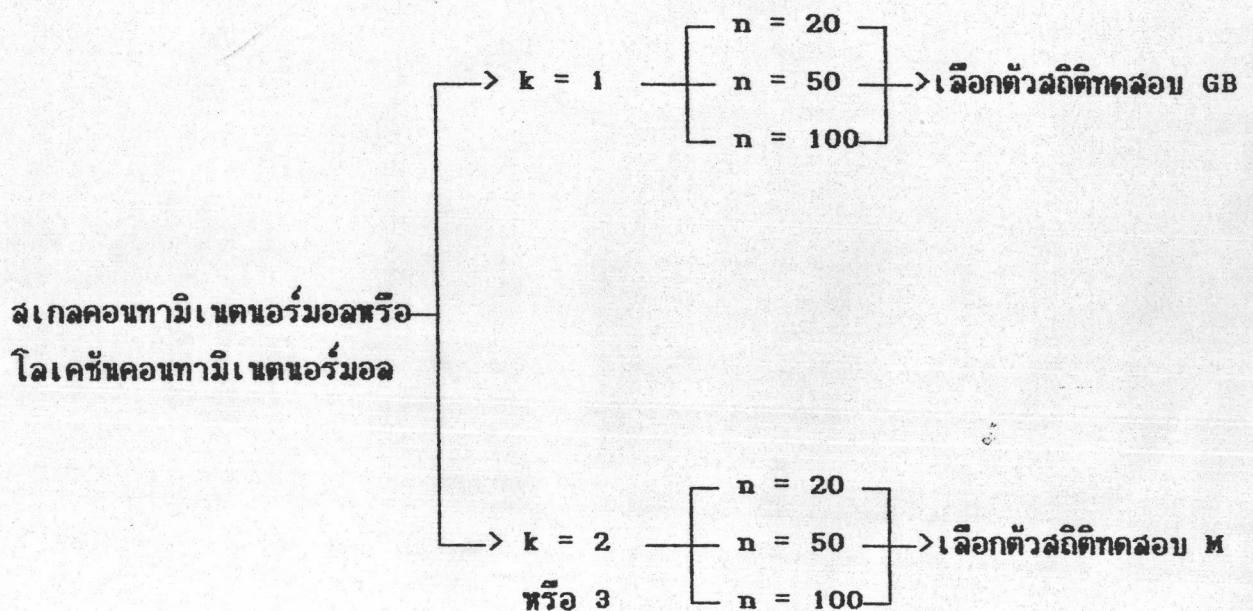 n = 20
> k = 1 n = 50 >เลือกตัวสถิติทดสอบ GB
n = 100
สเกลคอนทามิเนตนอร์มอลหรือ
โลเคชันคอนทามิเนตนอร์มอล
n = 20
> k = 2 n = 50 >เลือกตัวสถิติทดสอบ M
หรือ 3 n = 100